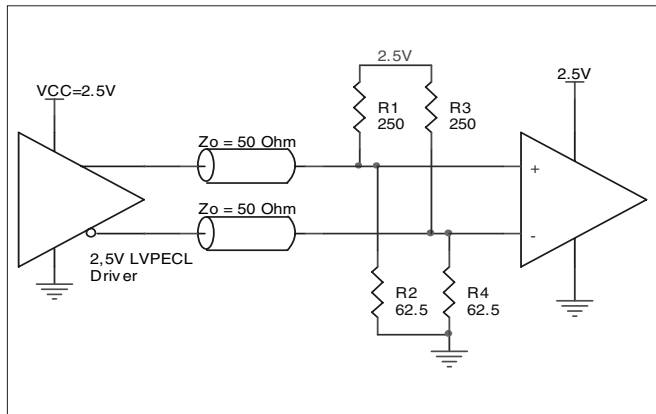 2.5V
VCC=2.5V
2.5V
R1
250
R3
250
Zo = 50 Ohm
+
Zo = 50 Ohm
-
2,5V LVPECL
Driver
R2
62.5
R4
62.5